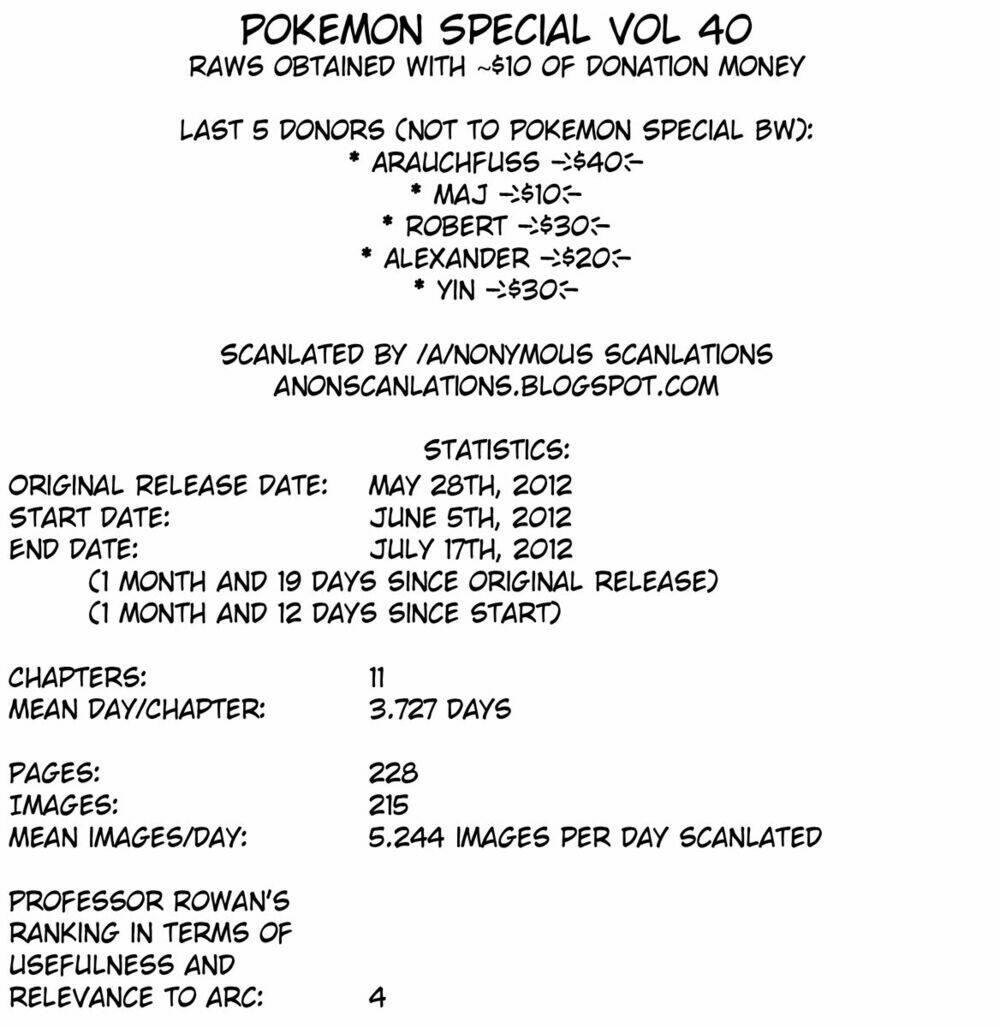 POKEMON SPECIAL VOL 40
RAWS OBTAINED WITH ~$10 OF DONATION MONEY
LAST 5 DONORS (NOT TO POKEMON SPECIAL BW):
* ARAUCHFUSS -:$40:-
* MAJ -:$10:-
* ROBERT -:$30:-
* ALEXANDER -:$20:-
* YIN -:$30:-
SCANLATED BY /A/NONYMOUS SCANLATIONS
ANONSCANLATIONS.BLOGSPOT.COM
STATISTICS:
ORIGINAL RELEASE DATE: MAY 28TH, 2012
START DATE: JUNE 5TH, 2012
END DATE: JULY 17TH, 2012
(1 MONTH AND 19 DAYS SINCE ORIGINAL RELEASE)
(1 MONTH AND 12 DAYS SINCE START)
CHAPTERS: 11
MEAN DAY/CHAPTER: 3.727 DAYS
PAGES: 228
IMAGES: 215
MEAN IMAGES/DAY: 5.244 IMAGES PER DAY SCANLATED
PROFESSOR ROWAN'S
RANKING IN TERMS OF
USEFULNESS AND
RELEVANCE TO ARC: 4